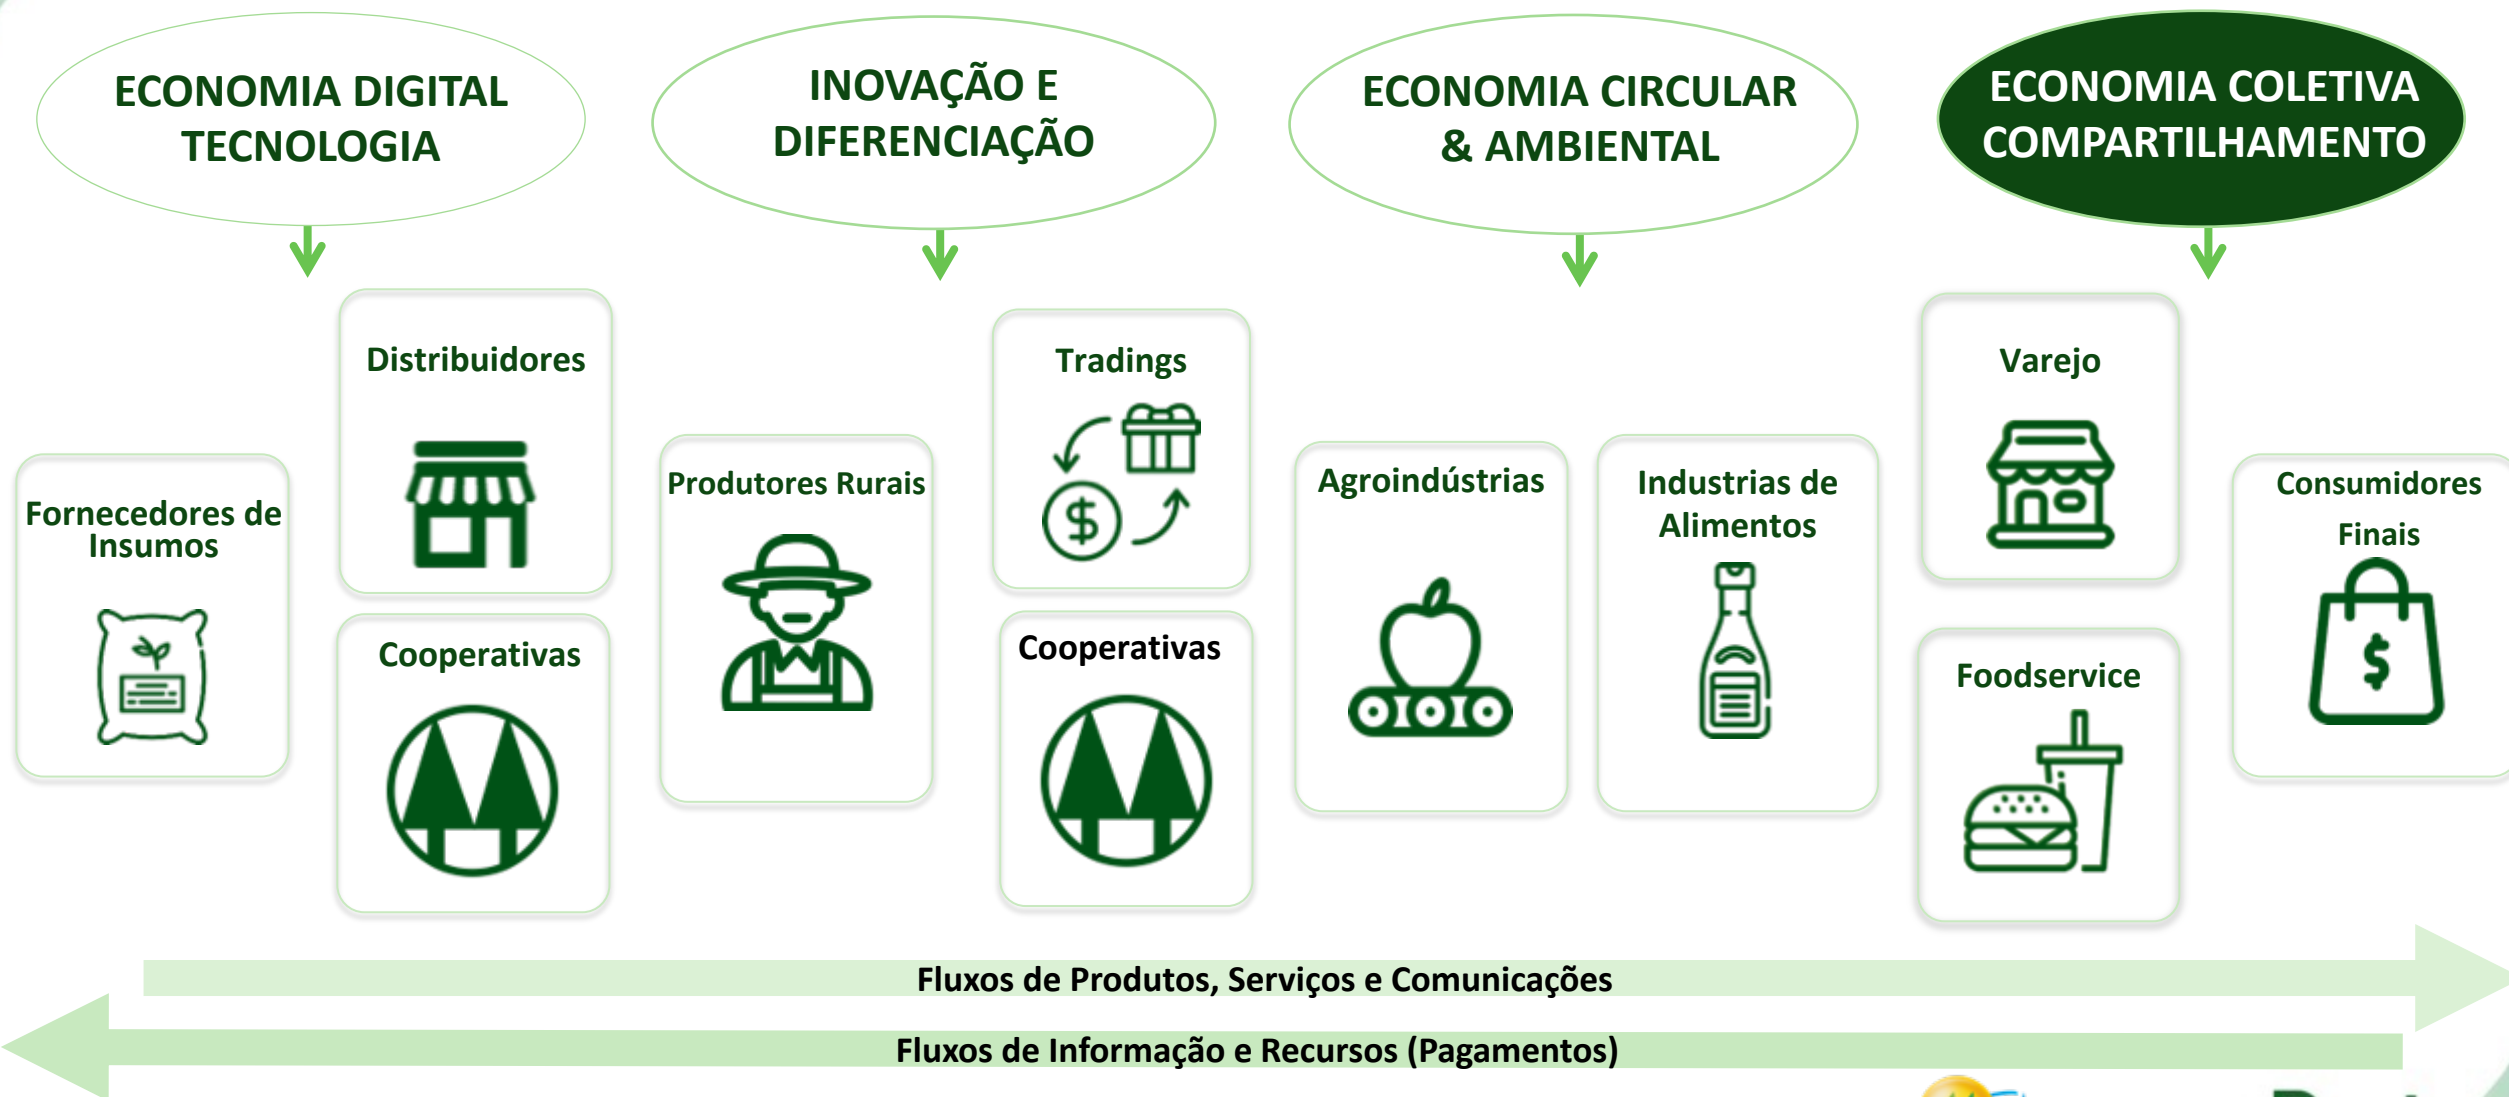 ECONOMIA DIGITAL
TECNOLOGIA
INOVAÇÃO E
DIFERENCIAÇÃO
ECONOMIA CIRCULAR
& AMBIENTAL
ECONOMIA COLETIVA
COMPARTILHAMENTO
Fornecedores de
Insumos
Distribuidores
Cooperativas
Produtores Rurais
Tradings
$
Cooperativas
Agroindústrias
Industrias de
Alimentos
Varejo
Foodservice
Consumidores
Finais
$
Fluxos de Produtos, Serviços e Comunicações
Fluxos de Informação e Recursos (Pagamentos)